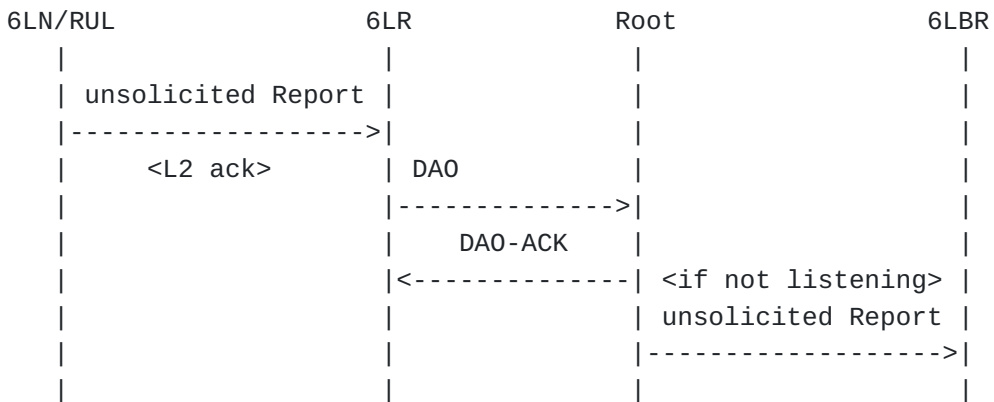 6LN/RUL 6LR Root 6LBR
unsolicited Report
<L2 ack> DAO
DAO-ACK
<if not listening>
unsolicited Report